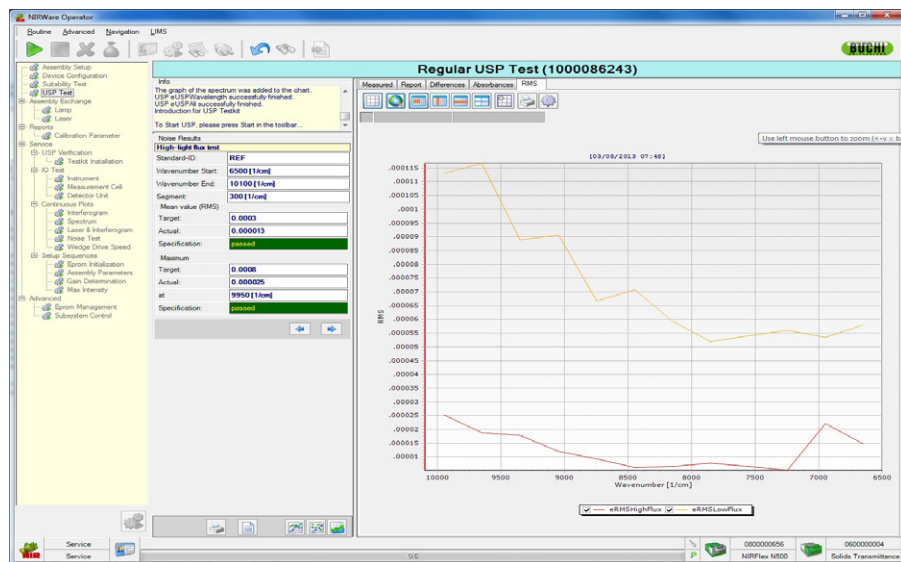 NIRWare Operator
Routine Advanced Navigation LIMS
BUCHI
Assembly Setup
Device Configuration
Suitability Test
USP Test
Assembly Exchange
Lamp
Laser
Reports
Calibration Parameter
Service
USP Verification
Testkit Installation
IQ Test
Instrument
Measurement Cell
Detector Unit
Continuous Plots
Interferogram
Spectrum
Laser & Interferogram
Noise Test
Wedge Drive Speed
Setup Sequences
Eprom Initialization
Assembly Parameters
Gain Determination
Max Intensity
Advanced
Eprom Management
Subsystem Control
Regular USP Test (1000086243)
Info
The graph of the spectrum was added to the chart.
USP eUSPWavelength successfully finished.
USP eUSPAll successfully finished.
Introduction for USP Testkit
To Start USP, please press Start in the toolbar...
Noise Results
High-light flux test
Standard-ID: REF
Wavenumber Start: 6500 [1/cm]
Wavenumber End: 10100 [1/cm]
Segment: 300 [1/cm]
Mean value (RMS)
Target: 0.0003
Actual: 0.000013
Specification: passed
Maximum
Target: 0.0008
Actual: 0.000025
at 9950 [1/cm]
Specification: passed
Measured Report Differences Absorbances RMS
Use left mouse button to zoom (<-v = b
[03/08/2013 07:48]
.000115
.00011
.000105
.0001
.000095
.00009
.000085
.00008
.000075
.00007
.000065
.00006
.000055
.00005
.000045
.00004
.000035
.00003
.000025
.00002
.000015
.00001
RMS
10000 9500 9000 8500 8000 7500 7000 6500
Wavenumber [1/cm]
eRMSHighFlux eRMSLowFlux
NIR
Service
Service
0800000656
NIRFlex N500
0600000004
Solids Transmittance